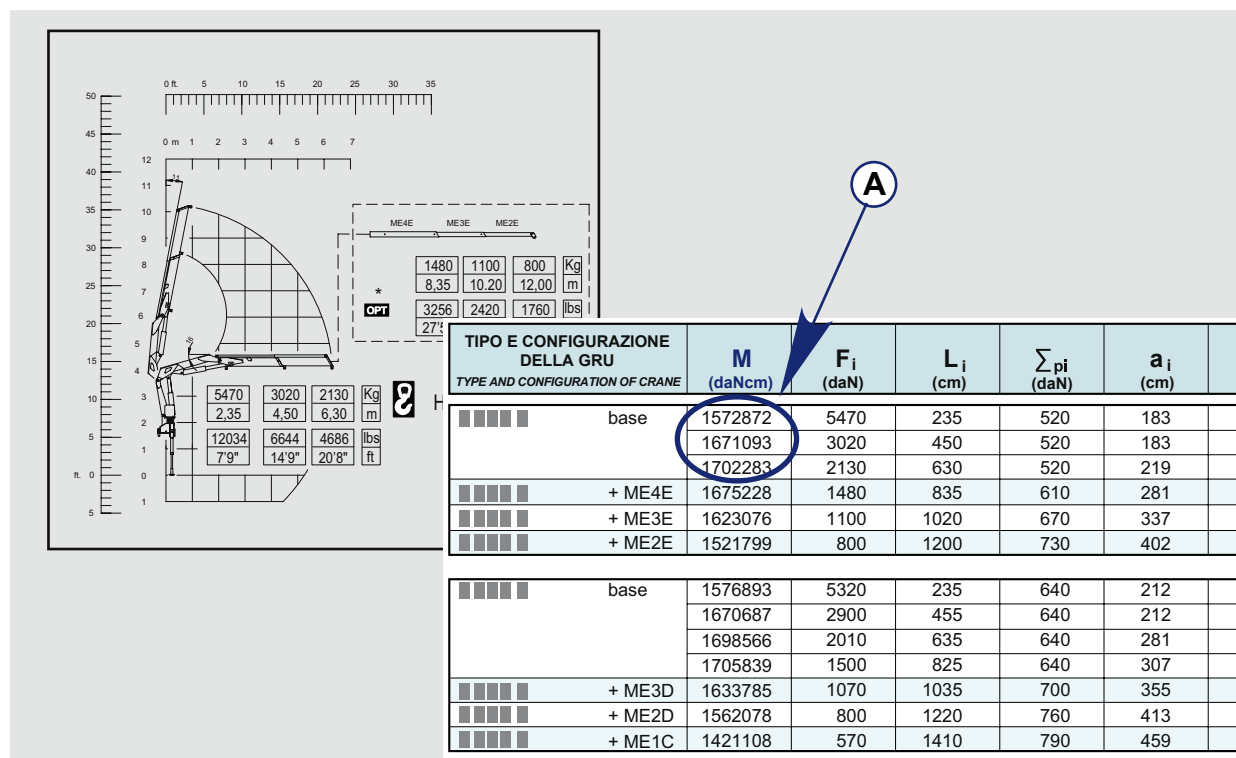 0 ft. 5 10 15 20 25 30 35
50
45
40
35
30
25
20
15
10
5
ft. 0
5
0 m 1 2 3 4 5 6 7
12
11
10
9
8
7
6
5
4
3
2
1
0
1
11
16
ME4E ME3E ME2E
1480 1100 800 Kg
8,35 10.20 12,00 m
*
OPT
3256 2420 1760 lbs
27'
5470 3020 2130 Kg
2,35 4,50 6,30 m
12034 6644 4686 lbs
7'9" 14'9" 20'8" ft
H
A
TIPO E CONFIGURAZIONE
DELLA GRU
TYPE AND CONFIGURATION OF CRANE
M (daNcm) F i (daN) L i (cm) ∑ pi (daN) a i (cm)
base 1572872 5470 235 520 183
1671093 3020 450 520 183
1702283 2130 630 520 219
+ ME4E 1675228 1480 835 610 281
+ ME3E 1623076 1100 1020 670 337
+ ME2E 1521799 800 1200 730 402
base 1576893 5320 235 640 212
1670687 2900 455 640 212
1698566 2010 635 640 281
1705839 1500 825 640 307
+ ME3D 1633785 1070 1035 700 355
+ ME2D 1562078 800 1220 760 413
+ ME1C 1421108 570 1410 790 459